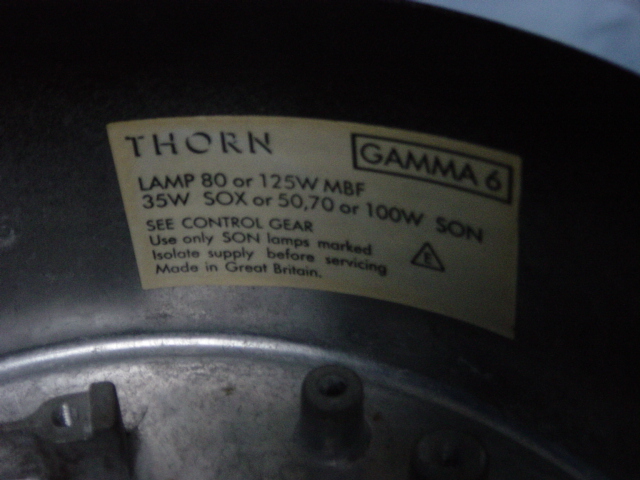 THORN
GAMMA 6
LAMP 80 or 125W MBF
35W SOX or 50,70 or 100W SON
SEE CONTROL GEAR
Use only SON lamps marked
E
Isolate supply before servicing
Made in Great Britain.